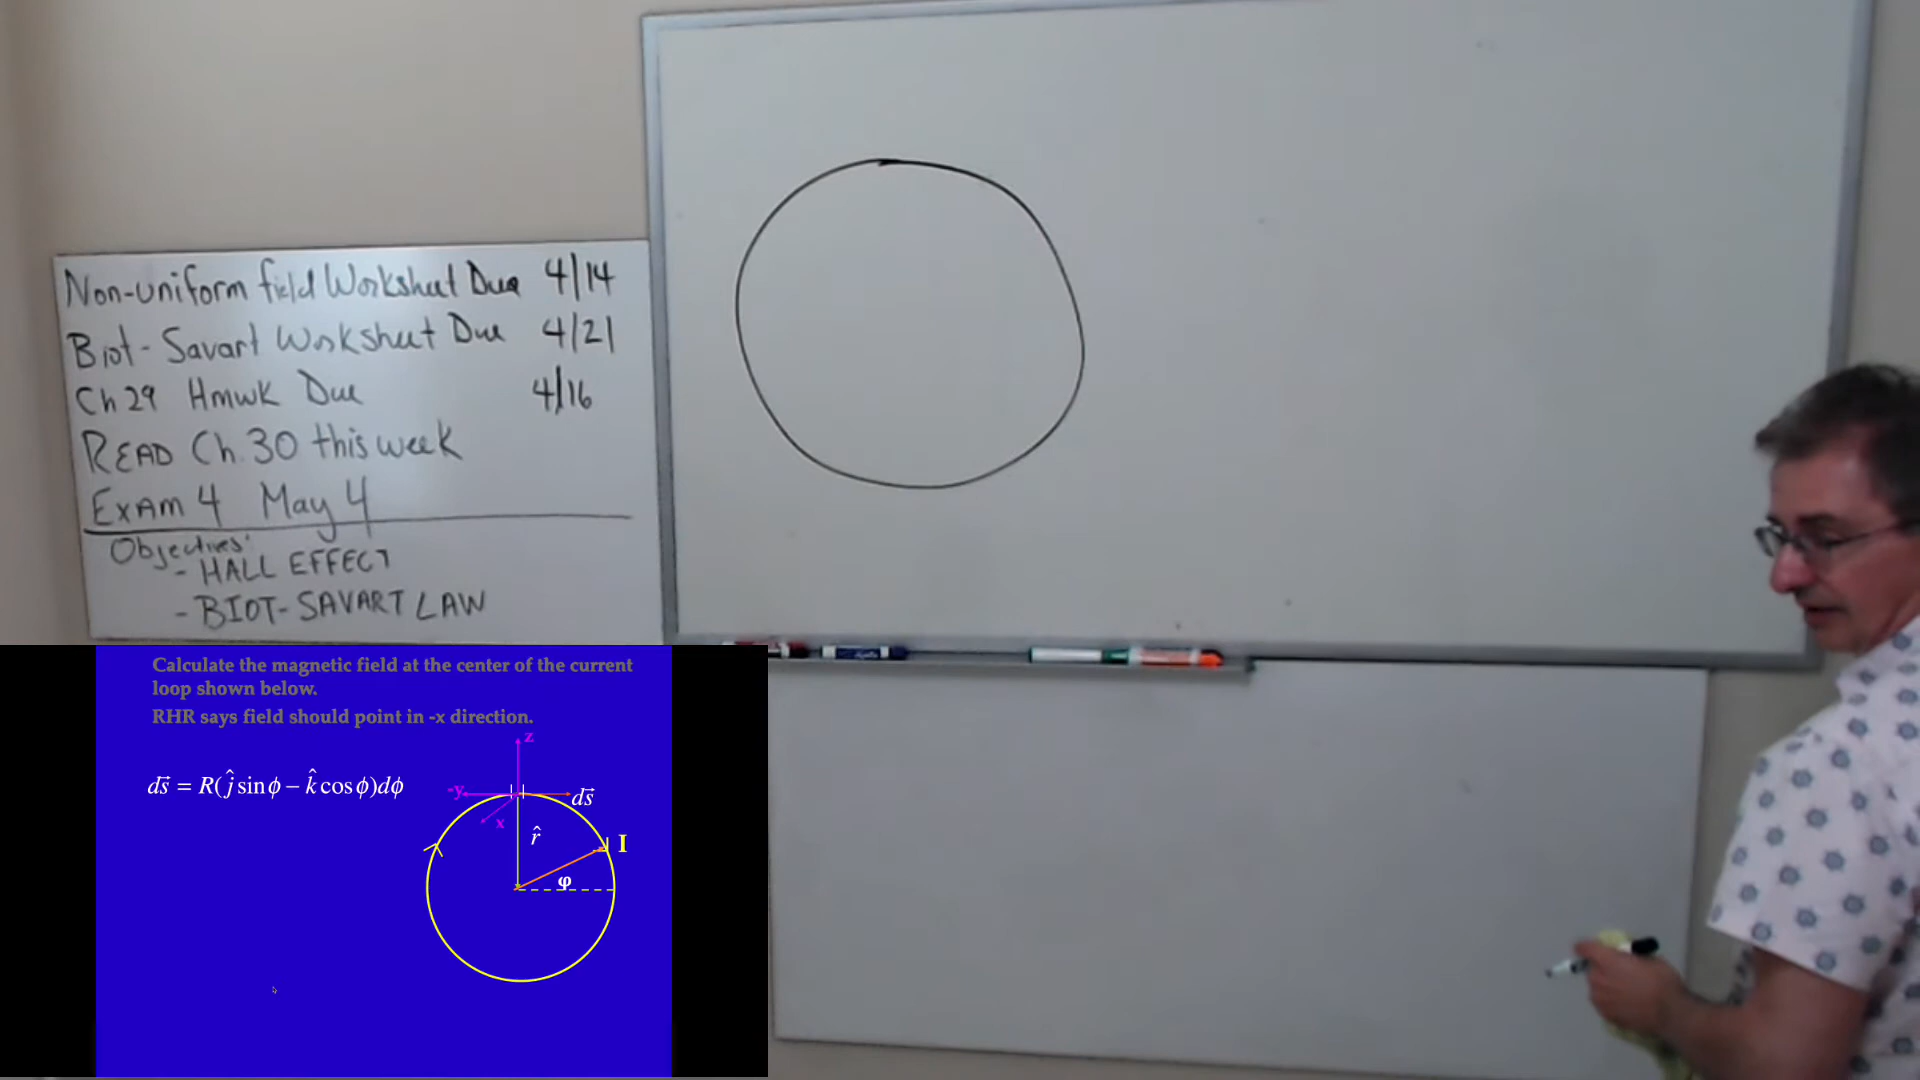 Non-uniform field Worksheet Due 4/14
Biot-Savart Worksheet Due 4/21
Ch 29 Hmwk Due 4/16
READ Ch. 30 this week
EXAM 4 May 4
Objectives:
- HALL EFFECT
- BIOT-SAVART LAW
Calculate the magnetic field at the center of the current
loop shown below.
RHR says field should point in -x direction.
z
ds⃗ = R(ĵ sin ϕ − k̂ cos ϕ)dϕ
-y
ds⃗
x
r̂
I
φ